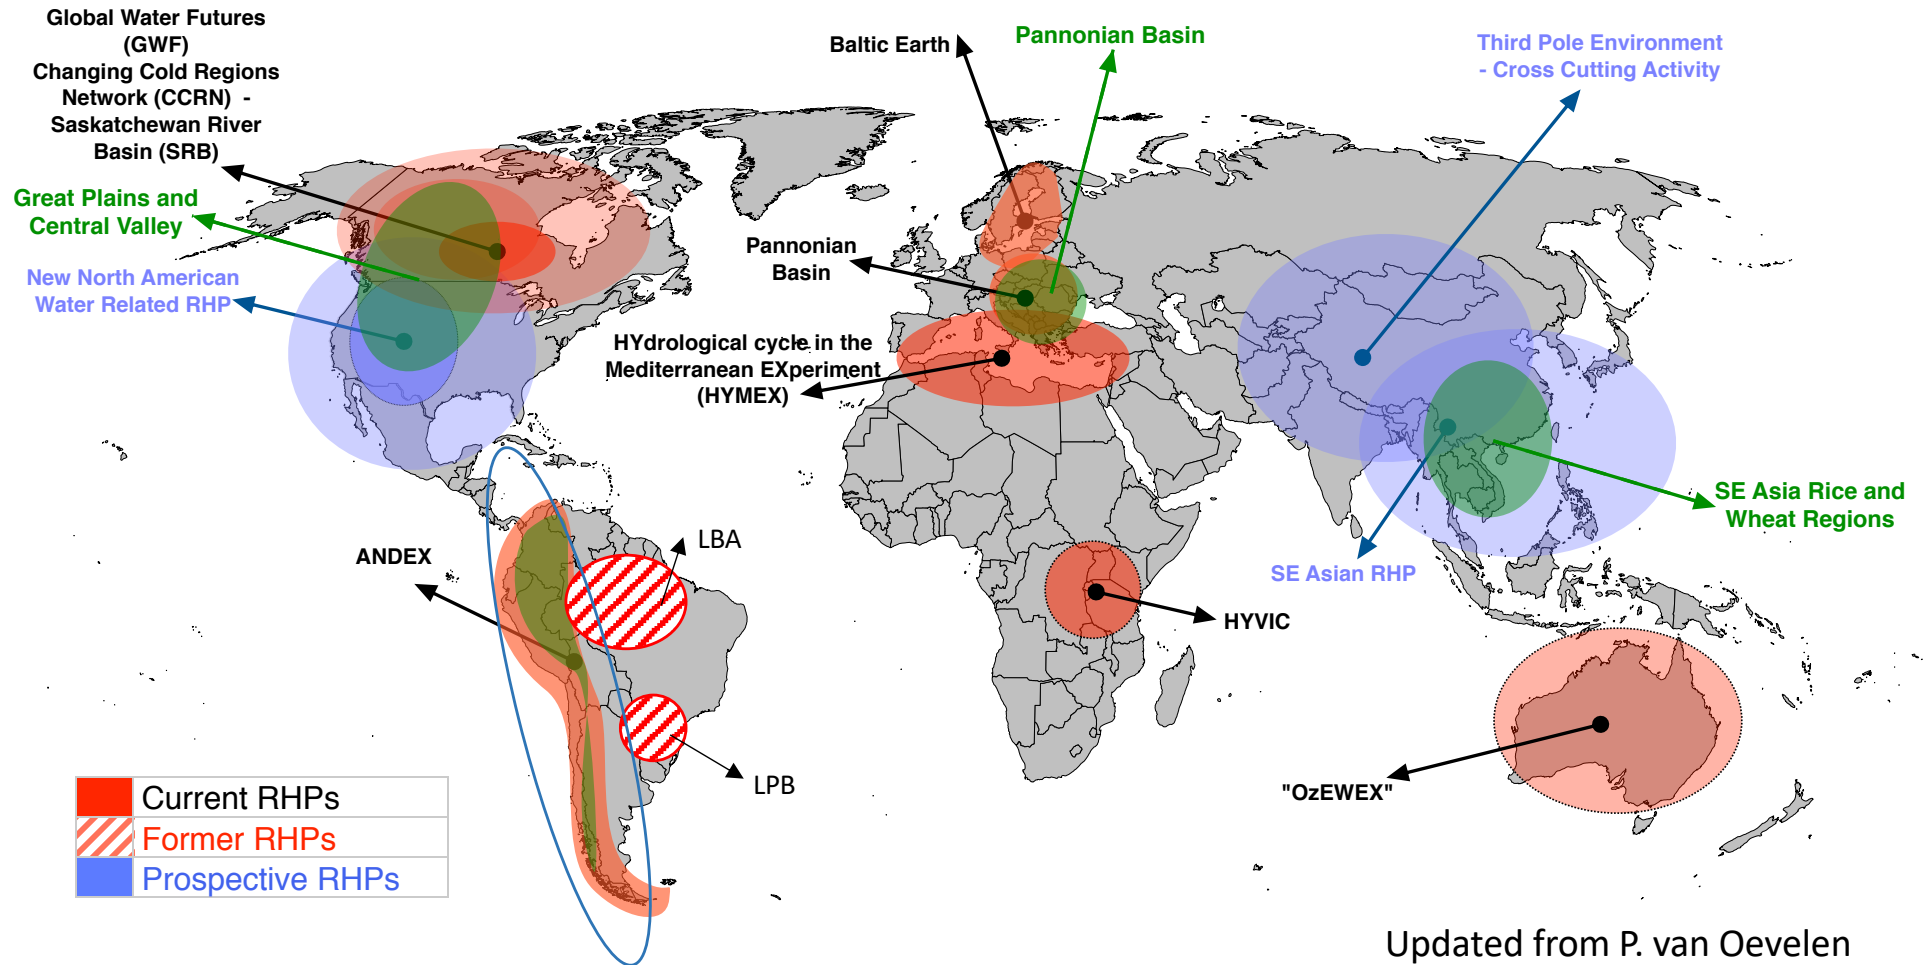 Global Water Futures
(GWF)
Changing Cold Regions
Network (CCRN) -
Saskatchewan River
Basin (SRB)
Great Plains and
Central Valley
New North American
Water Related RHP
Baltic Earth
Pannonian Basin
Third Pole Environment
- Cross Cutting Activity
Pannonian
Basin
HYdrological cycle in the
Mediterranean EXperiment
(HYMEX)
SE Asia Rice and
Wheat Regions
SE Asian RHP
ANDEX
LBA
HYVIC
LPB
"OzEWEX"
Current RHPs
Former RHPs
Prospective RHPs
Updated from P. van Oevelen